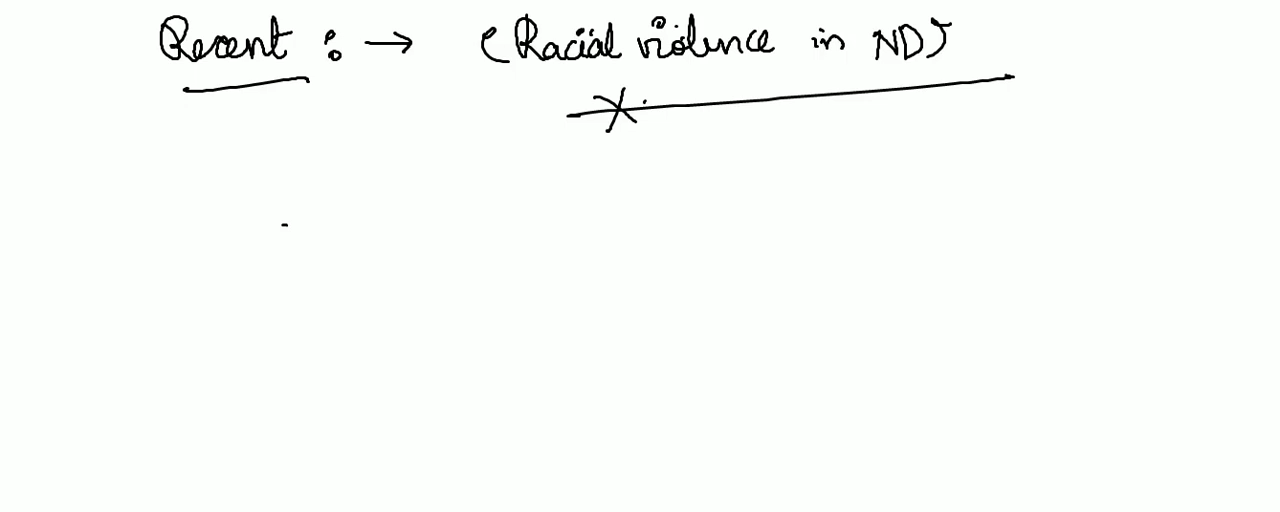 Recent : → (Racial violence in ND)